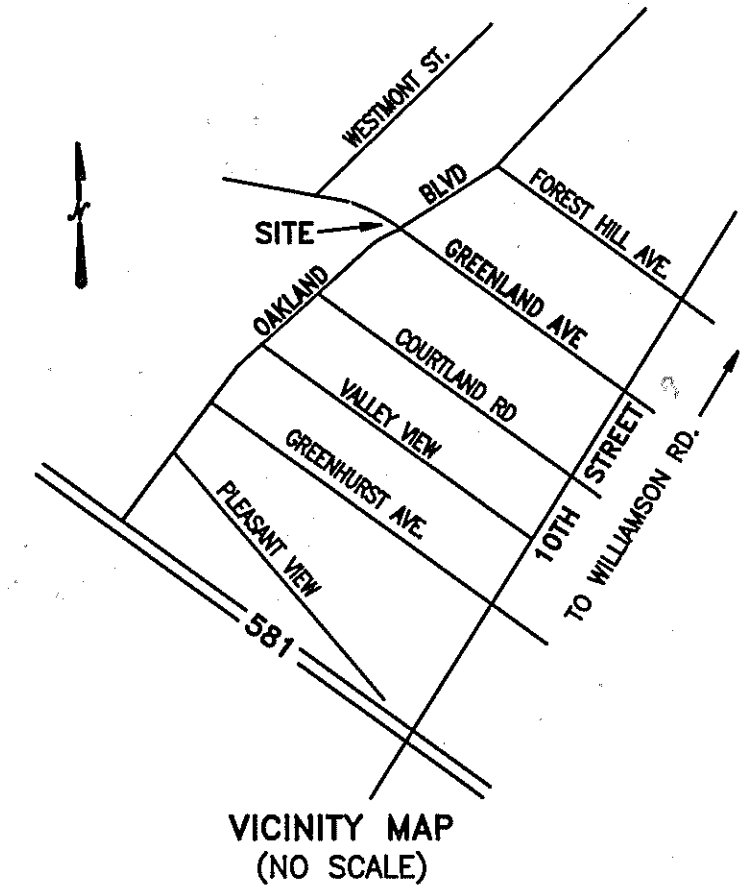 WESTMONT ST.
BLVD
FOREST HILL AVE.
N
SITE
GREENLAND AVE
OAKLAND
COURTLAND RD
VALLEY VIEW
STREET
GREENHURST AVE.
10TH
TO WILLIAMSON RD.
PLEASANT VIEW
581
VICINITY MAP
(NO SCALE)